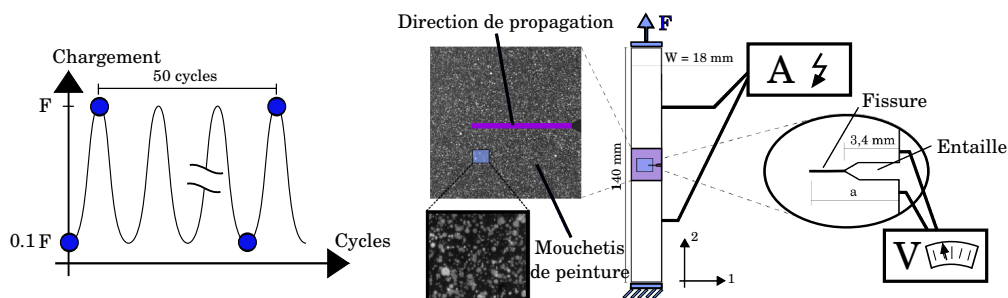 Chargement
50 cycles
F
0.1 F
Cycles
Direction de propagation
F
W = 18 mm
140 mm
A
Fissure
3,4 mm
Entaille
a
V
Mouchetis
de peinture
2
1